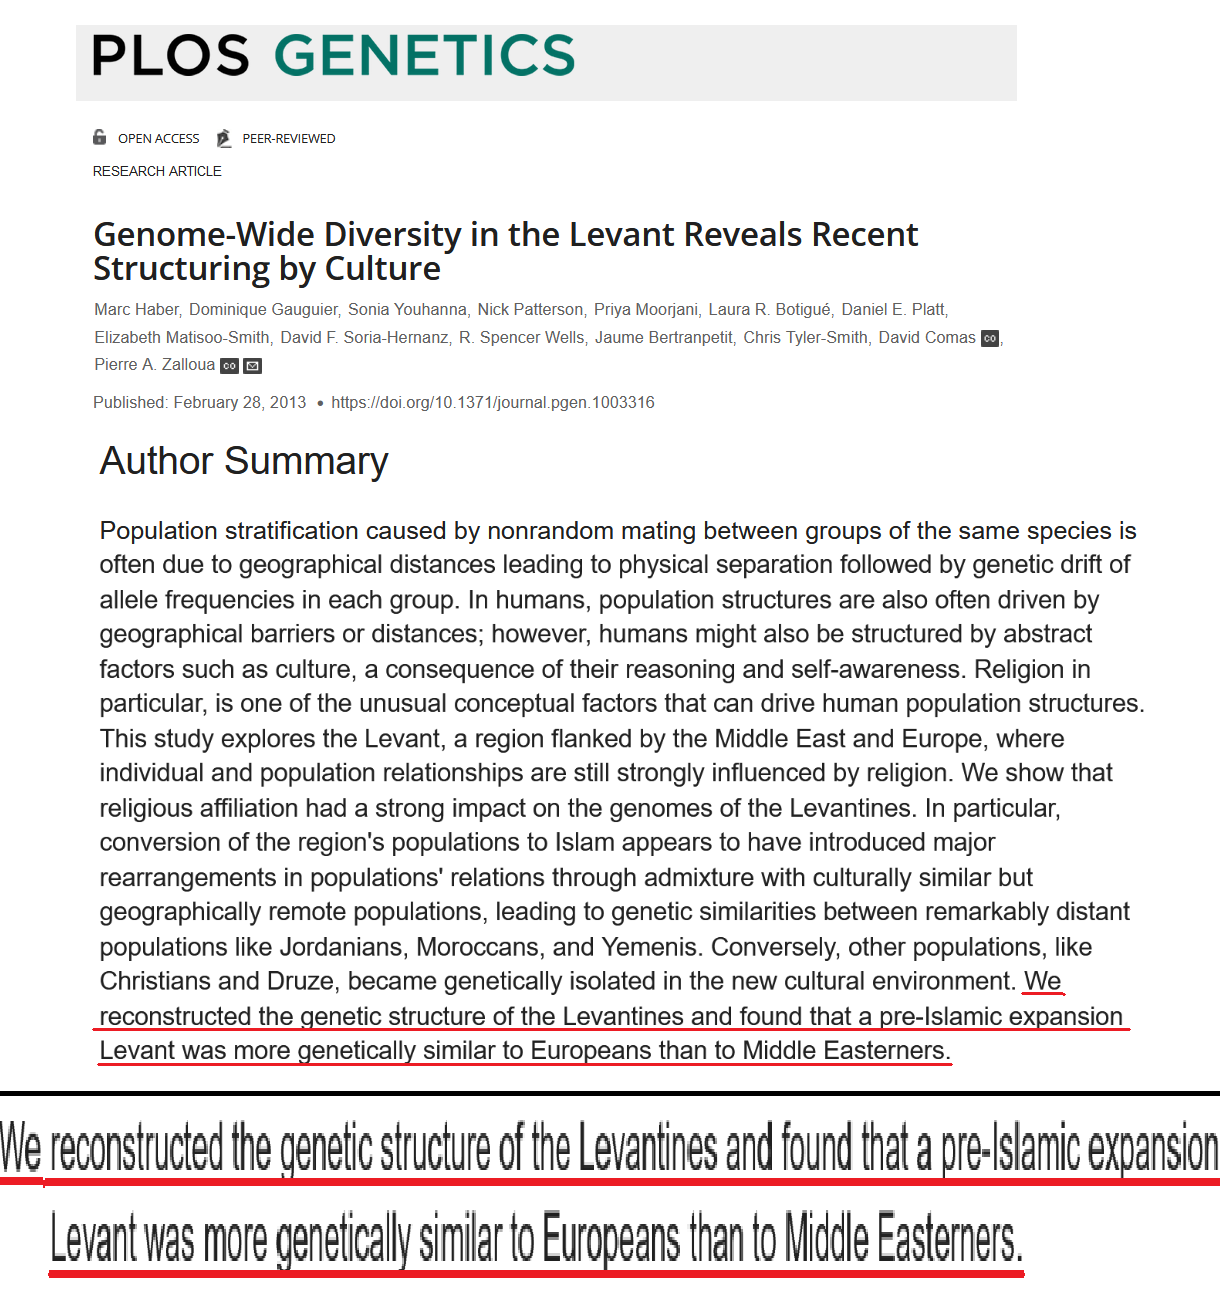 PLOS GENETICS
OPEN ACCESS PEER-REVIEWED
RESEARCH ARTICLE
Genome-Wide Diversity in the Levant Reveals Recent
Structuring by Culture
Marc Haber, Dominique Gauguier, Sonia Youhanna, Nick Patterson, Priya Moorjani, Laura R. Botigué, Daniel E. Platt,
Elizabeth Matisoo-Smith, David F. Soria-Hernanz, R. Spencer Wells, Jaume Bertranpetit, Chris Tyler-Smith, David Comas co,
Pierre A. Zalloua co
Published: February 28, 2013 • https://doi.org/10.1371/journal.pgen.1003316
Author Summary
Population stratification caused by nonrandom mating between groups of the same species is
often due to geographical distances leading to physical separation followed by genetic drift of
allele frequencies in each group. In humans, population structures are also often driven by
geographical barriers or distances; however, humans might also be structured by abstract
factors such as culture, a consequence of their reasoning and self-awareness. Religion in
particular, is one of the unusual conceptual factors that can drive human population structures.
This study explores the Levant, a region flanked by the Middle East and Europe, where
individual and population relationships are still strongly influenced by religion. We show that
religious affiliation had a strong impact on the genomes of the Levantines. In particular,
conversion of the region's populations to Islam appears to have introduced major
rearrangements in populations' relations through admixture with culturally similar but
geographically remote populations, leading to genetic similarities between remarkably distant
populations like Jordanians, Moroccans, and Yemenis. Conversely, other populations, like
Christians and Druze, became genetically isolated in the new cultural environment. We
reconstructed the genetic structure of the Levantines and found that a pre-Islamic expansion
Levant was more genetically similar to Europeans than to Middle Easterners.
We reconstructed the genetic structure of the Levantines and found that a pre-Islamic expansion
Levant was more genetically similar to Europeans than to Middle Easterners.